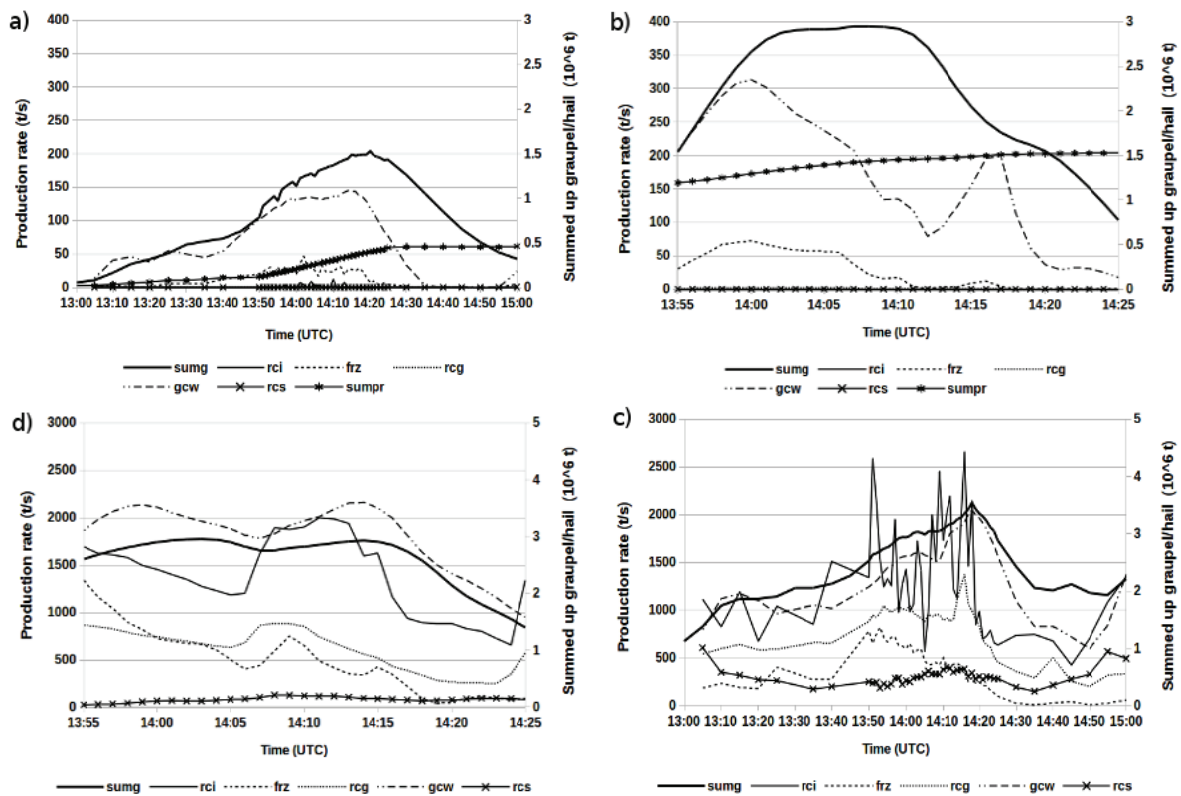 a)
Production rate (t/s)
400
350
300
250
200
150
100
50
0
3
2.5
2
1.5
1
0.5
0
Summed up graupel/hail (10^6 t)
13:00 13:10 13:20 13:30 13:40 13:50 14:00 14:10 14:20 14:30 14:40 14:50 15:00
Time (UTC)
sumg rci frz rcg
gcw rcs sumpr
b)
Production rate (t/s)
400
350
300
250
200
150
100
50
0
3
2.5
2
1.5
1
0.5
0
Summed up graupel/hail (10^6 t)
13:55 14:00 14:05 14:10 14:15 14:20 14:25
Time (UTC)
sumg rci frz rcg
gcw rcs sumpr
d)
Production rate (t/s)
3000
2500
2000
1500
1000
500
0
5
4
3
2
1
0
Summed up graupel/hail (10^6 t)
13:55 14:00 14:05 14:10 14:15 14:20 14:25
Time (UTC)
sumg rci frz rcg gcw rcs
c)
Production rate (t/s)
3000
2500
2000
1500
1000
500
0
5
4
3
2
1
0
Summed up graupel/hail (10^6 t)
13:00 13:10 13:20 13:30 13:40 13:50 14:00 14:10 14:20 14:30 14:40 14:50 15:00
Time (UTC)
sumg rci frz rcg gcw rcs